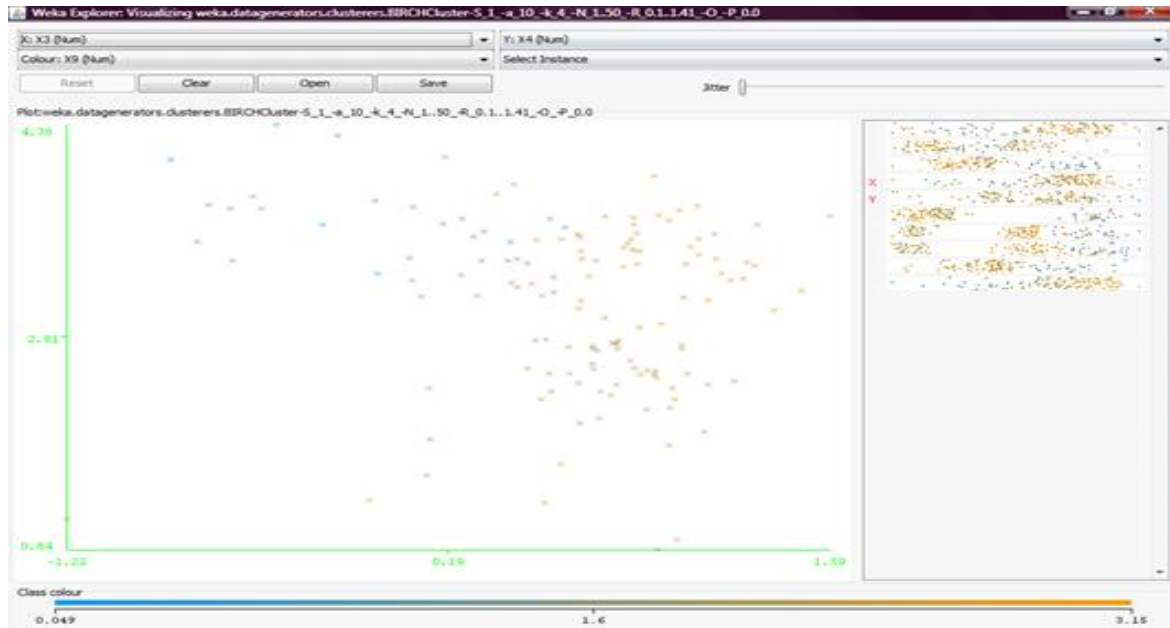 Weka Explorer: Visualizing weka.datagenerators.clusterers.BIRCHCluster-S_1_-a_10_-k_4_-N_1..50_-R_0.1..1.41_-O_-P_0.0
X: X3 (Num) Y: X4 (Num)
Colour: X9 (Num) Select Instance
Reset Clear Open Save Jitter
Plot:weka.datagenerators.clusterers.BIRCHCluster-S_1_-a_10_-k_4_-N_1..50_-R_0.1..1.41_-O_-P_0.0
X
Y
2.81
0.84
-1.22 0.19 1.59
Class colour
0.049 1.6 3.15